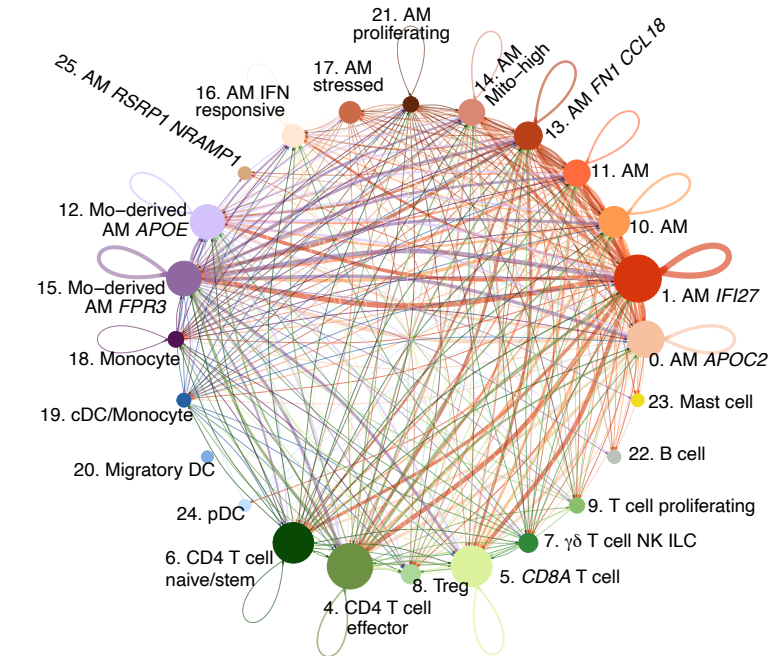 21. AM
proliferating
14. AM
Mito–high
13. AM FN1 CCL18
17. AM
stressed
16. AM IFN
responsive
25. AM RSRP1 NRAMP1
11. AM
10. AM
12. Mo–derived
AM APOE
1. AM IFI27
15. Mo–derived
AM FPR3
0. AM APOC2
18. Monocyte
23. Mast cell
19. cDC/Monocyte
22. B cell
20. Migratory DC
9. T cell proliferating
24. pDC
7. γδ T cell NK ILC
6. CD4 T cell
naive/stem
5. CD8A T cell
8. Treg
4. CD4 T cell
effector